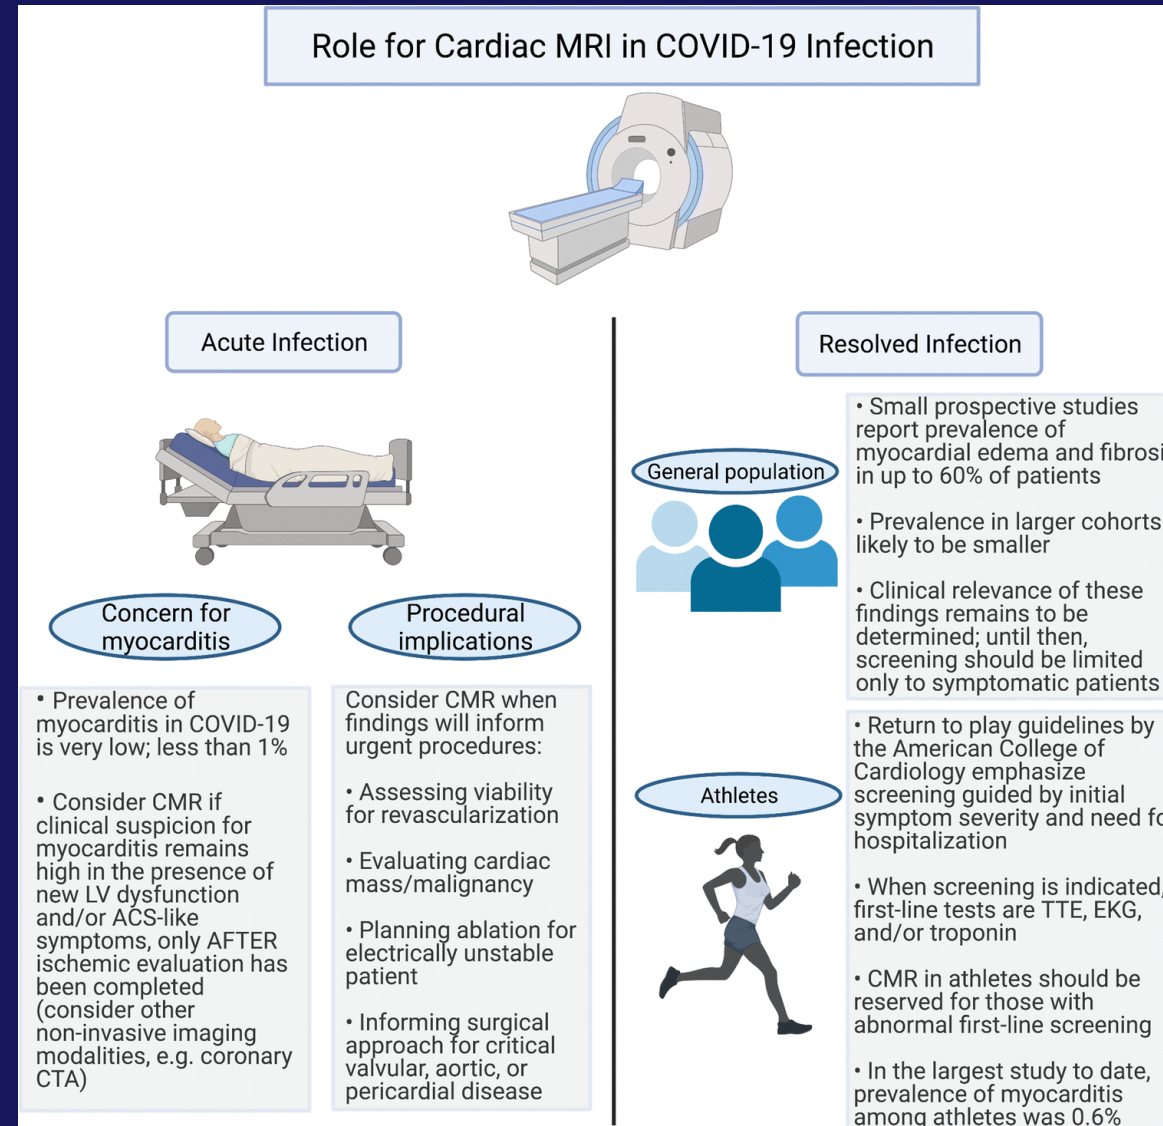 Role for Cardiac MRI in COVID-19 Infection
Acute Infection
Concern for
myocarditis
• Prevalence of
myocarditis in COVID-19
is very low; less than 1%
• Consider CMR if
clinical suspicion for
myocarditis remains
high in the presence of
new LV dysfunction
and/or ACS-like
symptoms, only AFTER
ischemic evaluation has
been completed
(consider other
non-invasive imaging
modalities, e.g. coronary
CTA)
Procedural
implications
Consider CMR when
findings will inform
urgent procedures:
• Assessing viability
for revascularization
• Evaluating cardiac
mass/malignancy
• Planning ablation for
electrically unstable
patient
• Informing surgical
approach for critical
valvular, aortic, or
pericardial disease
Resolved Infection
General population
• Small prospective studies
report prevalence of
myocardial edema and fibrosi
in up to 60% of patients
• Prevalence in larger cohorts
likely to be smaller
• Clinical relevance of these
findings remains to be
determined; until then,
screening should be limited
only to symptomatic patients
Athletes
• Return to play guidelines by
the American College of
Cardiology emphasize
screening guided by initial
symptom severity and need fo
hospitalization
• When screening is indicated,
first-line tests are TTE, EKG,
and/or troponin
• CMR in athletes should be
reserved for those with
abnormal first-line screening
• In the largest study to date,
prevalence of myocarditis
among athletes was 0.6%